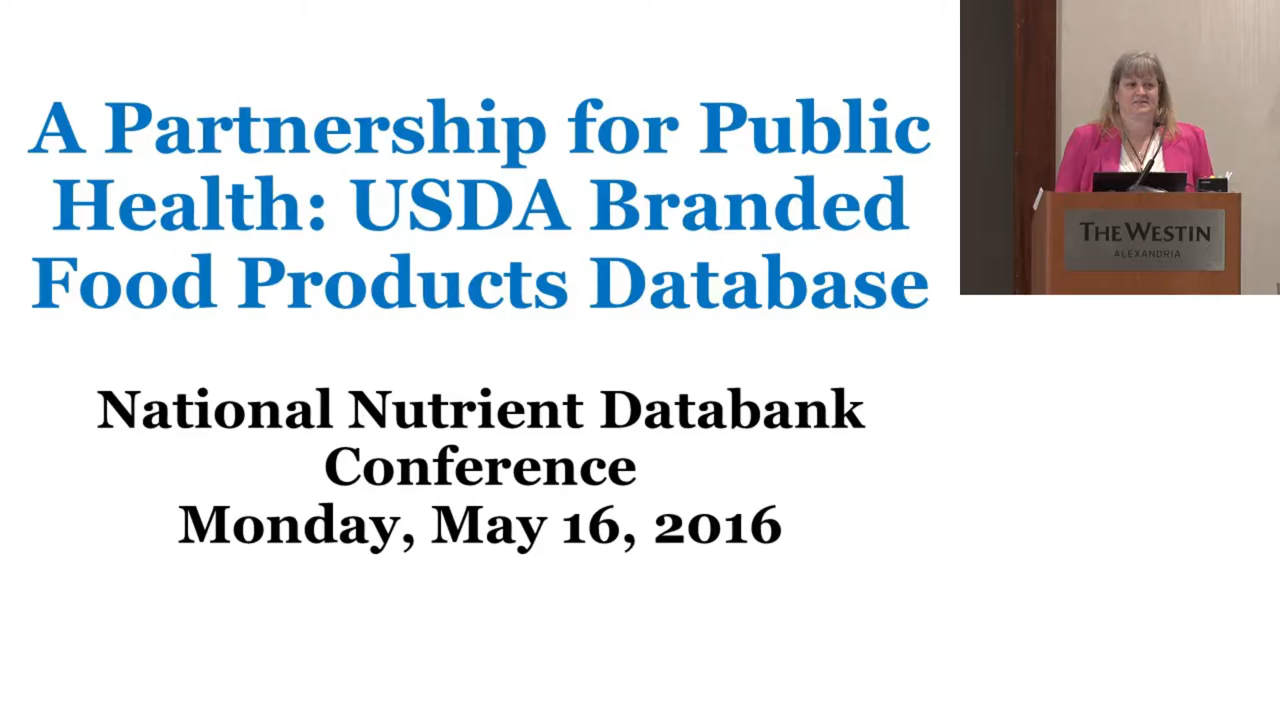 A Partnership for Public
Health: USDA Branded
Food Products Database
National Nutrient Databank
Conference
Monday, May 16, 2016
THE WESTIN
ALEXANDRIA